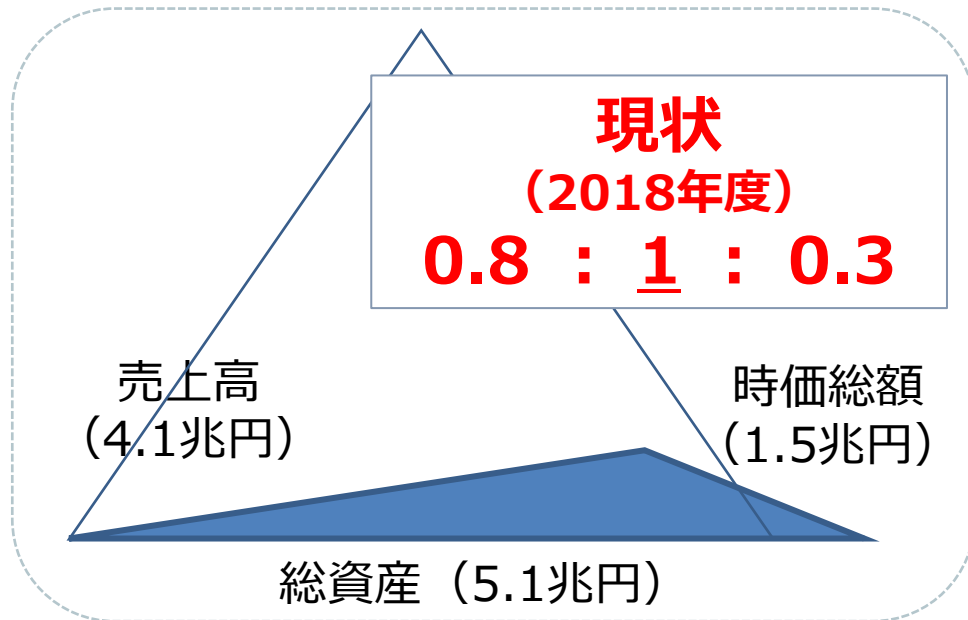 現状
（2018年度）
0.8 : 1 : 0.3
売上高
（4.1兆円）
時価総額
（1.5兆円）
総資産（5.1兆円）